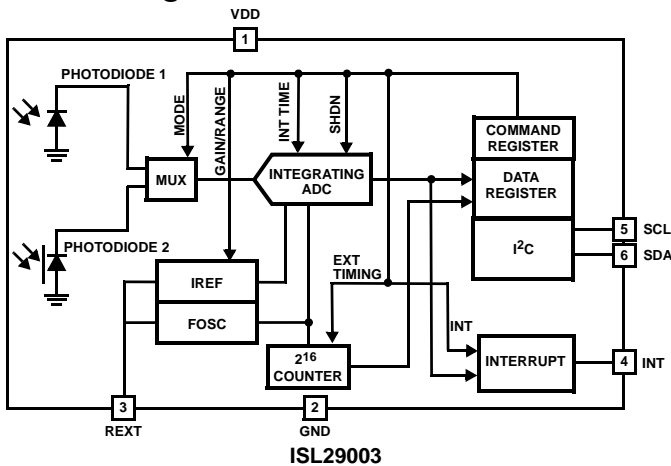 VDD
1
PHOTODIODE 1
MODE
GAIN/RANGE
INT TIME
SHDN
COMMAND
REGISTER
MUX
INTEGRATING
ADC
DATA
REGISTER
5
SCL
PHOTODIODE 2
I2C
6
SDA
EXT
TIMING
IREF
FOSC
INT
216
COUNTER
INTERRUPT
4
INT
3
2
REXT
GND
ISL29003